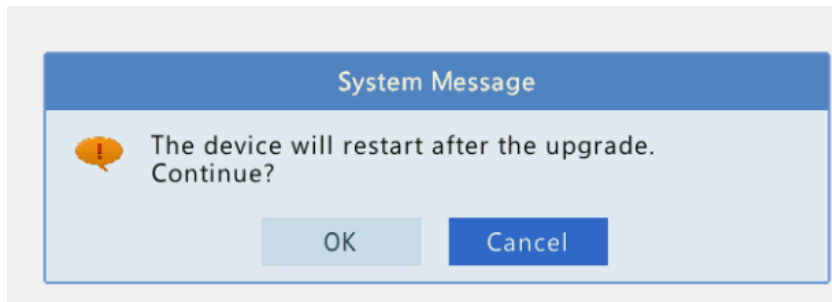 System Message
The device will restart after the upgrade.
Continue?
OK
Cancel